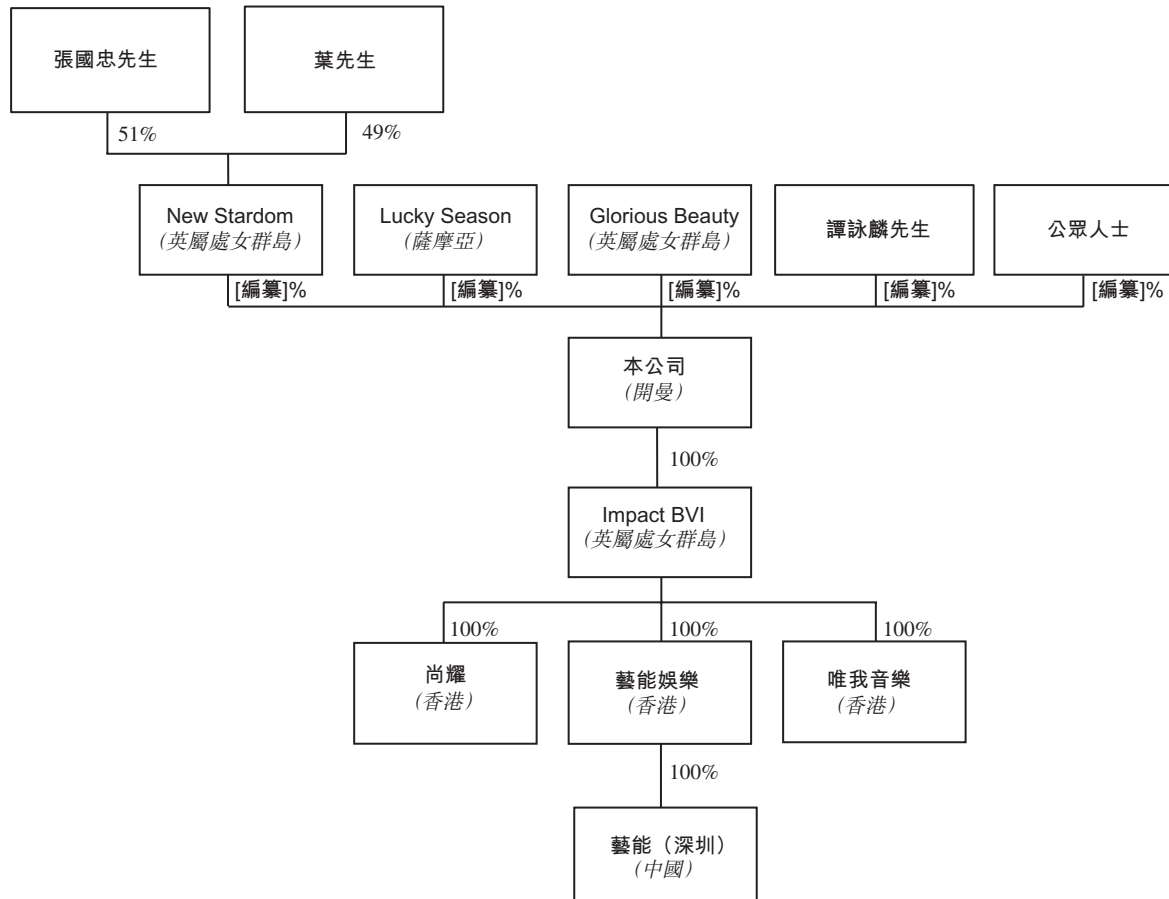 張國忠先生
葉先生
51%
49%
New Stardom
(英屬處女群島)
Lucky Season
(薩摩亞)
Glorious Beauty
(英屬處女群島)
譚詠麟先生
公眾人士
[編纂]%
[編纂]%
[編纂]%
[編纂]%
[編纂]%
本公司
(開曼)
100%
Impact BVI
(英屬處女群島)
100%
100%
100%
尚耀
(香港)
藝能娛樂
(香港)
唯我音樂
(香港)
100%
藝能（深圳）
(中國)